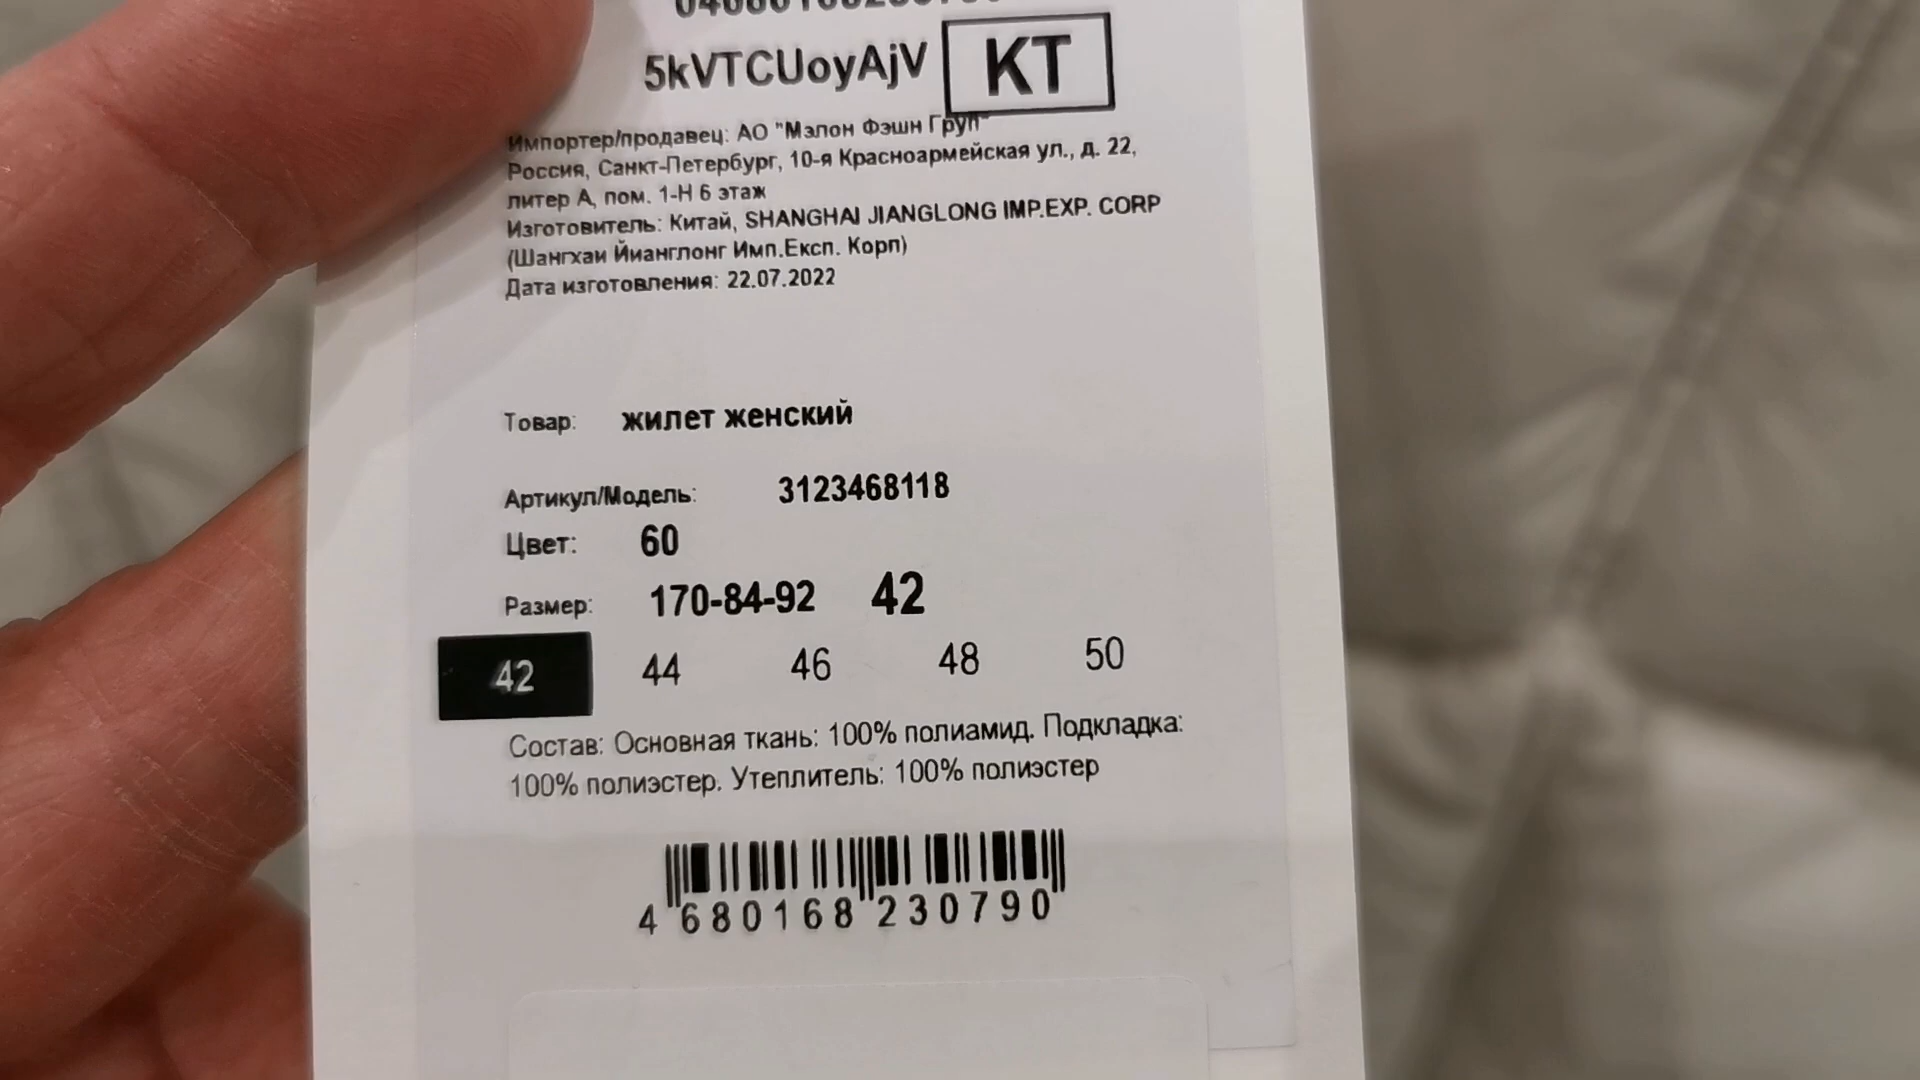 5kVTCUoyAjV KT
Импортер/продавец: АО "Мэлон Фэшн Груп"
Россия, Санкт-Петербург, 10-я Красноармейская ул., д. 22,
литер А, пом. 1-Н 6 этаж
Изготовитель: Китай, SHANGHAI JIANGLONG IMP.EXP. CORP
(Шангхаи Йианглонг Имп.Експ. Корп)
Дата изготовления: 22.07.2022
Товар: жилет женский
Артикул/Модель: 3123468118
Цвет: 60
Размер: 170-84-92 42
42 44 46 48 50
Состав: Основная ткань: 100% полиамид. Подкладка:
100% полиэстер. Утеплитель: 100% полиэстер
4 680168 230790